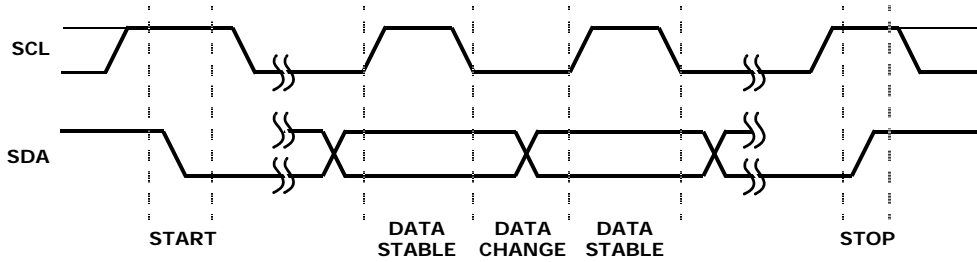 SCL
SDA
START
DATA
STABLE
DATA
CHANGE
DATA
STABLE
STOP